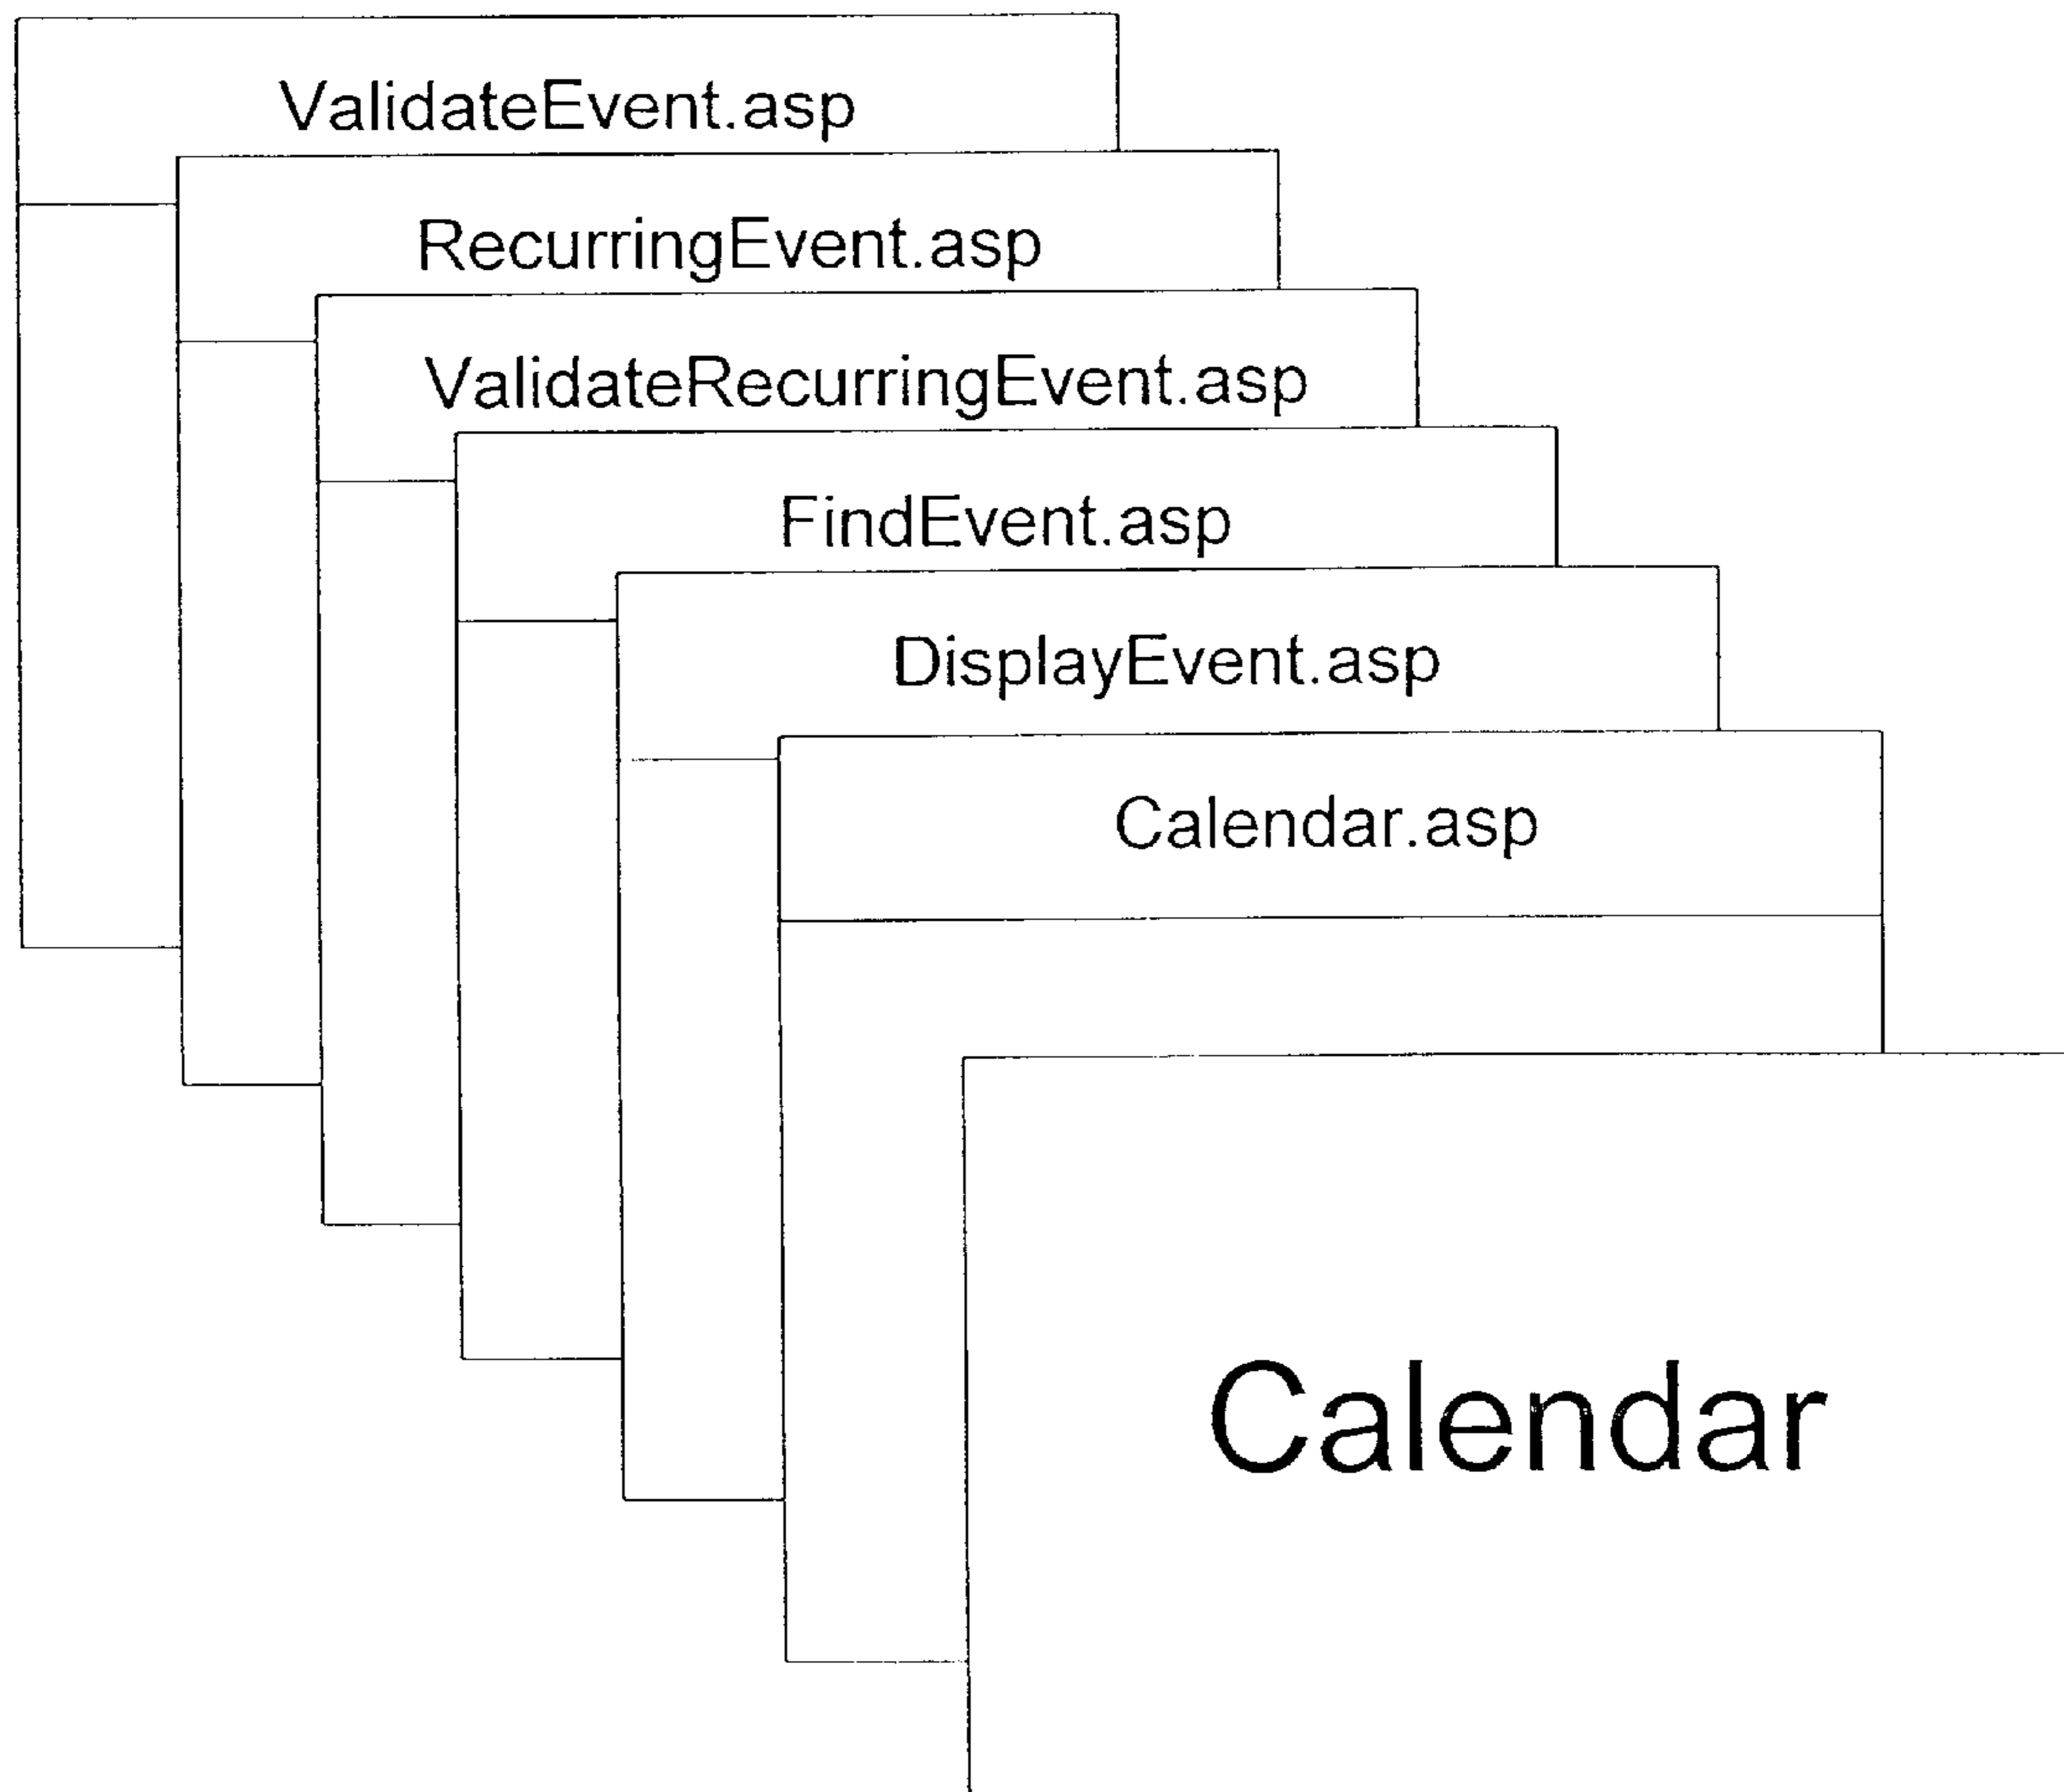 ValidateEvent.asp
RecurringEvent.asp
ValidateRecurringEvent.asp
FindEvent.asp
DisplayEvent.asp
Calendar.asp
Calendar